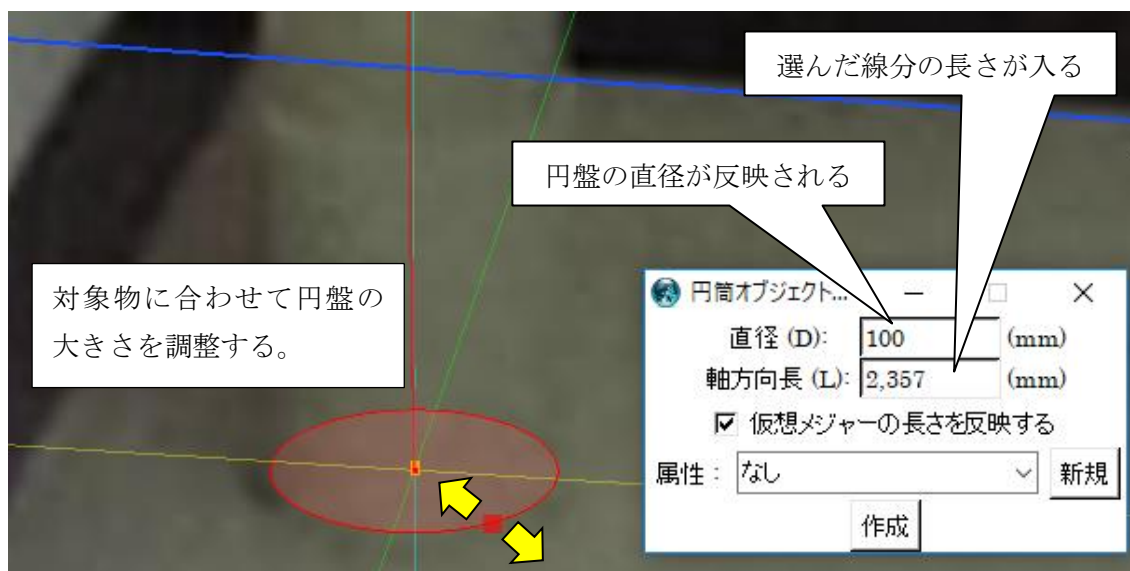 選んだ線分の長さが入る
円盤の直径が反映される
対象物に合わせて円盤の
大きさを調整する。
円筒オブジェクト...
直径 (D): 100 (mm)
軸方向長 (L): 2,357 (mm)
仮想メジャーの長さを反映する
属性: なし 新規
作成